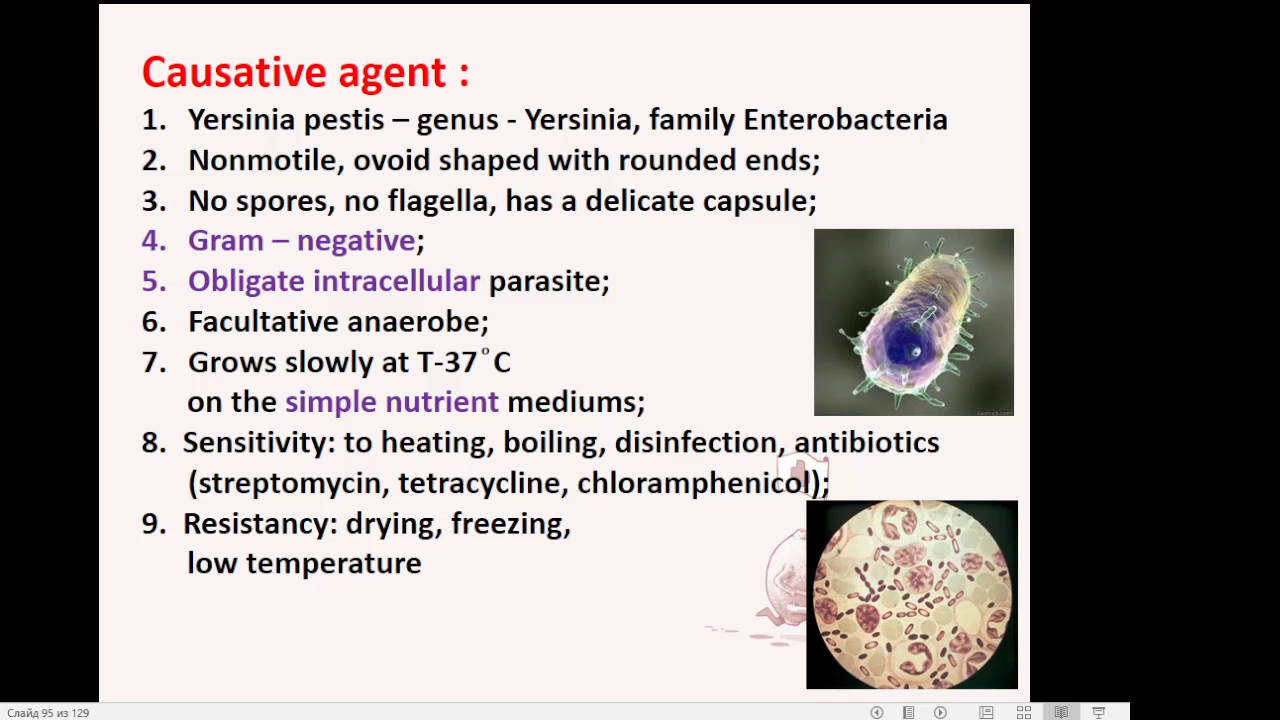 Causative agent :
1. Yersinia pestis – genus - Yersinia, family Enterobacteria
2. Nonmotile, ovoid shaped with rounded ends;
3. No spores, no flagella, has a delicate capsule;
4. Gram – negative;
5. Obligate intracellular parasite;
6. Facultative anaerobe;
7. Grows slowly at T-37°C
on the simple nutrient mediums;
8. Sensitivity: to heating, boiling, disinfection, antibiotics
(streptomycin, tetracycline, chloramphenicol);
9. Resistancy: drying, freezing,
low temperature
Слайд 95 из 129